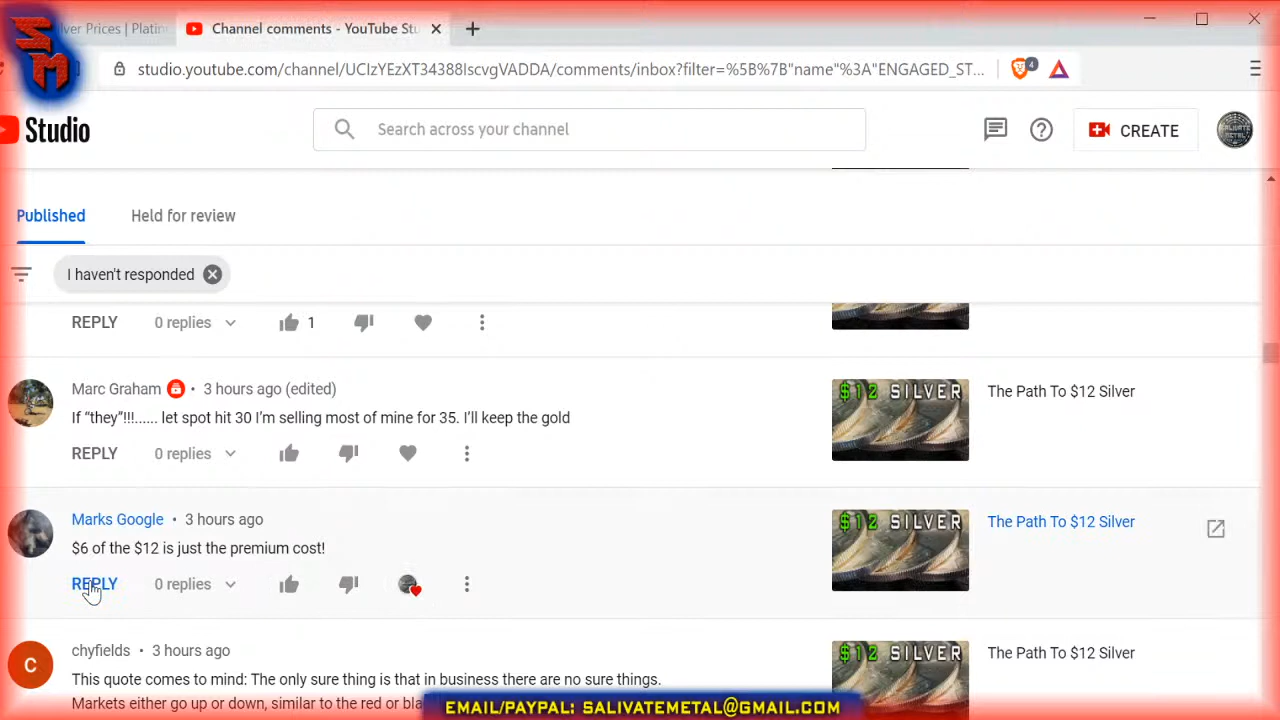 SM
lver Prices | Platin
Channel comments - YouTube Stu
studio.youtube.com/channel/UCIzYEzXT34388IscvgVADDA/comments/inbox?filter=%5B%7B"name"%3A"ENGAGED_ST...
4
Studio
Search across your channel
CREATE
Published
Held for review
I haven't responded
REPLY 0 replies 1
Marc Graham • 3 hours ago (edited)
If “they”!!!...... let spot hit 30 I’m selling most of mine for 35. I’ll keep the gold
REPLY 0 replies
$12 SILVER
The Path To $12 Silver
Marks Google • 3 hours ago
$6 of the $12 is just the premium cost!
REPLY 0 replies
$12 SILVER
The Path To $12 Silver
C
chyfields • 3 hours ago
This quote comes to mind: The only sure thing is that in business there are no sure things.
Markets either go up or down, similar to the red or
$12 SILVER
The Path To $12 Silver
EMAIL/PAYPAL: SALIVATEMETAL@GMAIL.COM